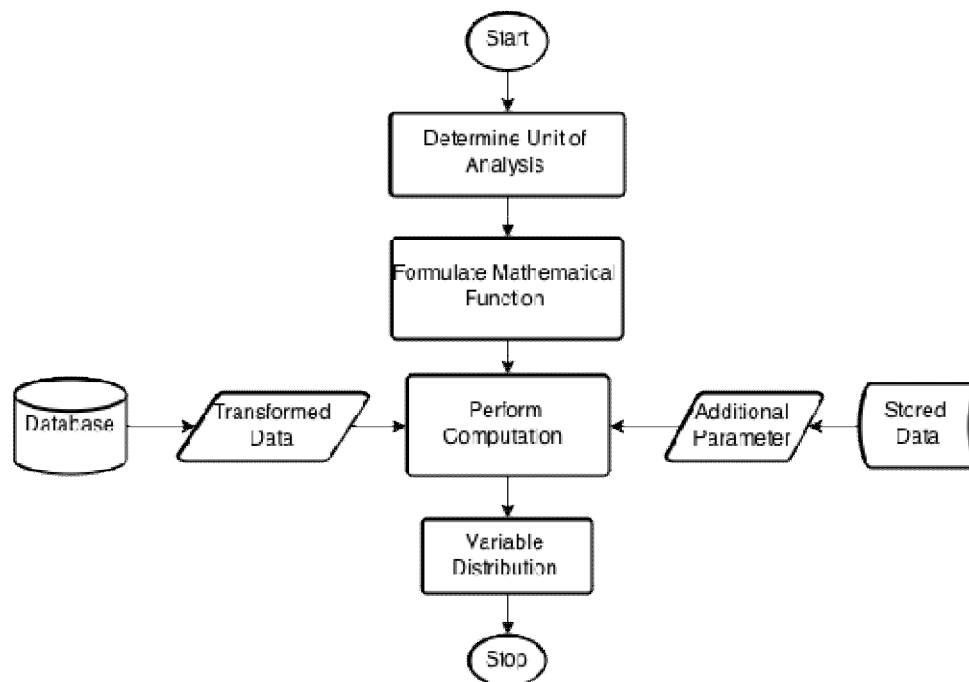 Start
Determine Unit of
Analysis
Formulate Mathematical
Function
Database
Transformed
Data
Perform
Computation
Additional
Parameter
Stored
Data
Variable
Distribution
Stop